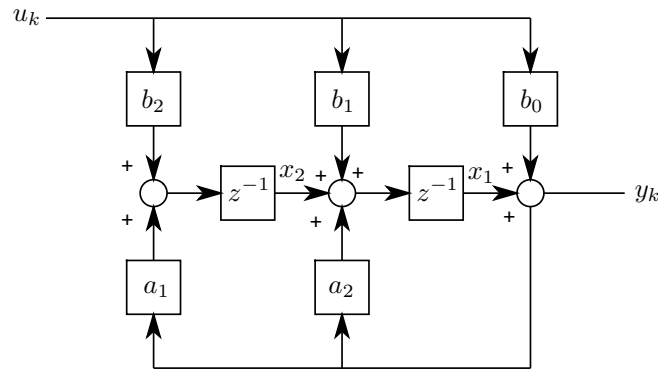 u_k
b_2 b_1 b_0
+ + + +
z^{-1} x_2 z^{-1} x_1 y_k
+ + +
a_1 a_2